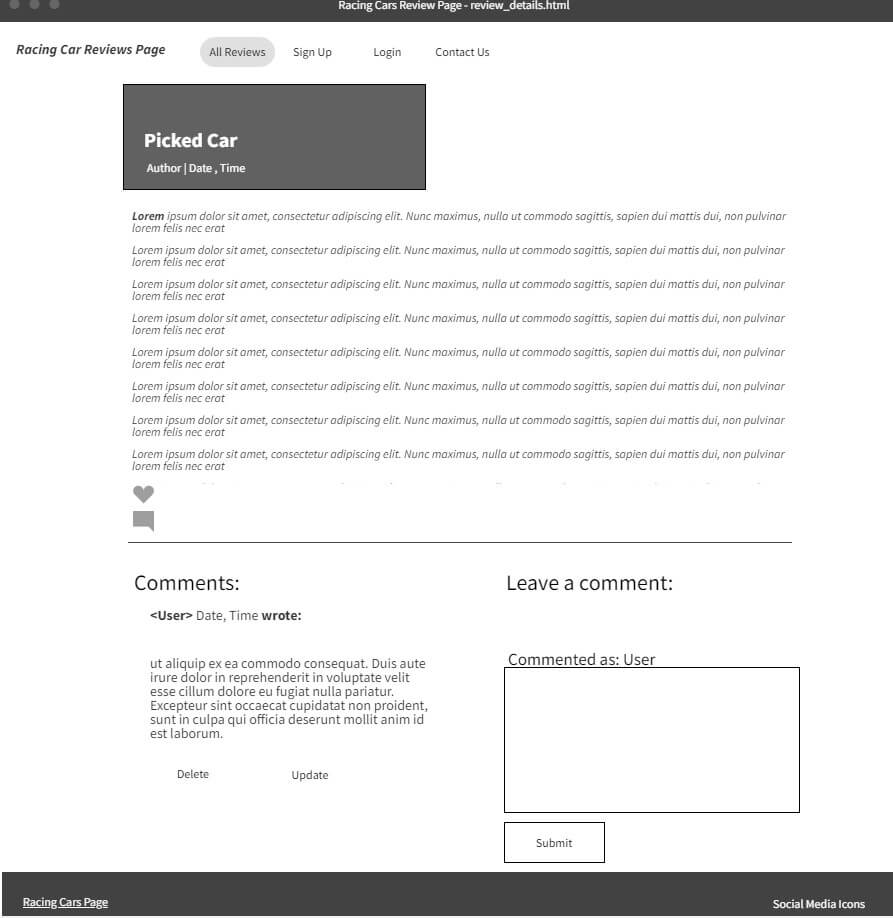 Racing Cars Review Page - review_details.html
Racing Car Reviews Page
All Reviews
Sign Up
Login
Contact Us
Picked Car
Author | Date , Time
Lorem ipsum dolor sit amet, consectetur adipiscing elit. Nunc maximus, nulla ut commodo sagittis, sapien dui mattis dui, non pulvinar
lorem felis nec erat
Lorem ipsum dolor sit amet, consectetur adipiscing elit. Nunc maximus, nulla ut commodo sagittis, sapien dui mattis dui, non pulvinar
lorem felis nec erat
Lorem ipsum dolor sit amet, consectetur adipiscing elit. Nunc maximus, nulla ut commodo sagittis, sapien dui mattis dui, non pulvinar
lorem felis nec erat
Lorem ipsum dolor sit amet, consectetur adipiscing elit. Nunc maximus, nulla ut commodo sagittis, sapien dui mattis dui, non pulvinar
lorem felis nec erat
Lorem ipsum dolor sit amet, consectetur adipiscing elit. Nunc maximus, nulla ut commodo sagittis, sapien dui mattis dui, non pulvinar
lorem felis nec erat
Lorem ipsum dolor sit amet, consectetur adipiscing elit. Nunc maximus, nulla ut commodo sagittis, sapien dui mattis dui, non pulvinar
lorem felis nec erat
Lorem ipsum dolor sit amet, consectetur adipiscing elit. Nunc maximus, nulla ut commodo sagittis, sapien dui mattis dui, non pulvinar
lorem felis nec erat
Lorem ipsum dolor sit amet, consectetur adipiscing elit. Nunc maximus, nulla ut commodo sagittis, sapien dui mattis dui, non pulvinar
lorem felis nec erat
Comments:
<User> Date, Time wrote:
ut aliquip ex ea commodo consequat. Duis aute
irure dolor in reprehenderit in voluptate velit
esse cillum dolore eu fugiat nulla pariatur.
Excepteur sint occaecat cupidatat non proident,
sunt in culpa qui officia deserunt mollit anim id
est laborum.
Delete
Update
Leave a comment:
Commented as: User
Submit
Racing Cars Page
Social Media Icons